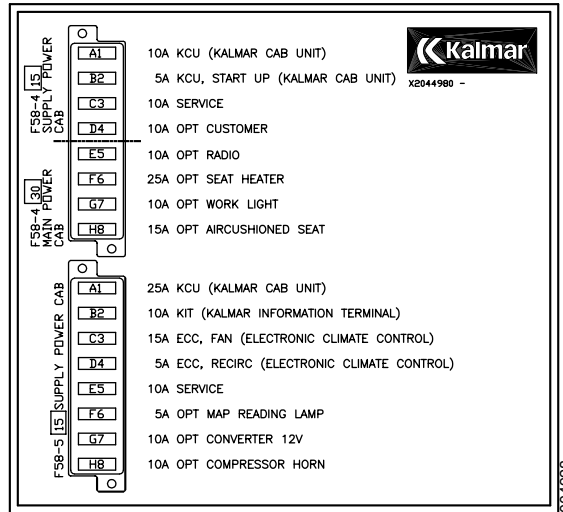 Kalmar
X2044980 -
F58-4 15
SUPPLY POWER
CAB
A1 10A KCU (KALMAR CAB UNIT)
B2 5A KCU, START UP (KALMAR CAB UNIT)
C3 10A SERVICE
D4 10A OPT CUSTOMER
F58-4 30
MAIN POWER
CAB
E5 10A OPT RADIO
F6 25A OPT SEAT HEATER
G7 10A OPT WORK LIGHT
H8 15A OPT AIRCUSHIONED SEAT
F58-5 15 SUPPLY POWER CAB
A1 25A KCU (KALMAR CAB UNIT)
B2 10A KIT (KALMAR INFORMATION TERMINAL)
C3 15A ECC, FAN (ELECTRONIC CLIMATE CONTROL)
D4 5A ECC, RECIRC (ELECTRONIC CLIMATE CONTROL)
E5 10A SERVICE
F6 5A OPT MAP READING LAMP
G7 10A OPT CONVERTER 12V
H8 10A OPT COMPRESSOR HORN